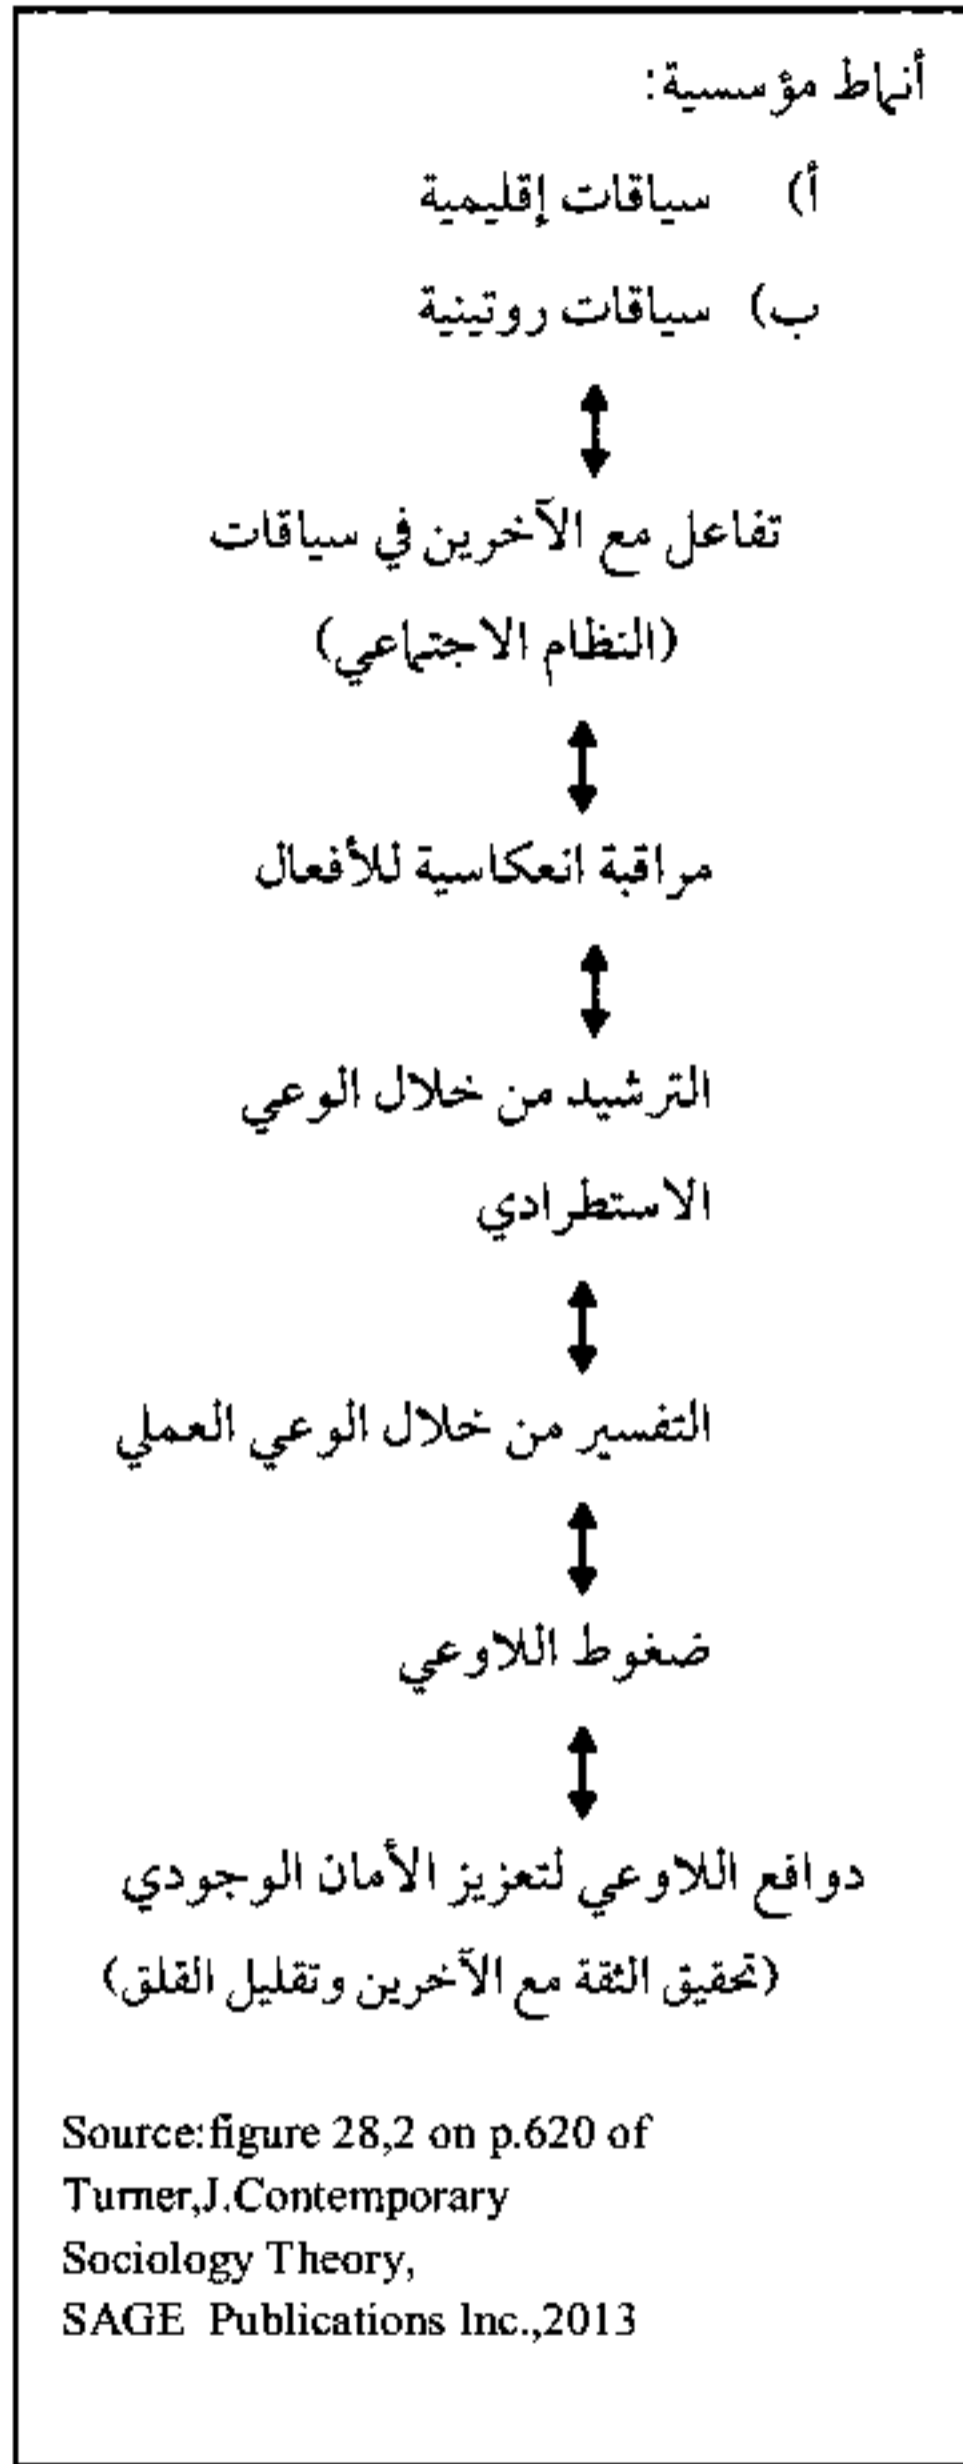 أنماط مؤسسية:
أ) سياقات إقليمية
ب) سياقات روتينية
تفاعل مع الآخرين في سياقات
(النظام الاجتماعي)
مراقبة انعكاسية للأفعال
الترشيد من خلال الوعي
الاستطرادي
التفسير من خلال الوعي العملي
ضغوط اللاوعي
دوافع اللاوعي لتعزيز الأمان الوجودي
(تحقيق الثقة مع الآخرين وتقليل القلق)
Source:figure 28,2 on p.620 of
Turner,J.Contemporary
Sociology Theory,
SAGE Publications Inc.,2013